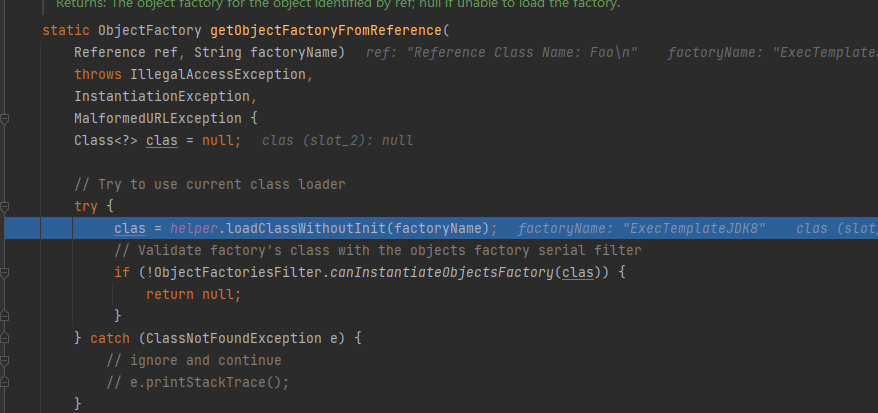 Returns: The object factory for the object identified by ref; null if unable to load the factory.
static ObjectFactory getObjectFactoryFromReference(
Reference ref, String factoryName)   ref: "Reference Class Name: Foo\n"   factoryName: "ExecTemplateJ
throws IllegalAccessException,
InstantiationException,
MalformedURLException {
Class<?> clas = null;   clas (slot_2): null
// Try to use current class loader
try {
clas = helper.loadClassWithoutInit(factoryName);   factoryName: "ExecTemplateJDK8"   clas (slot_
// Validate factory's class with the objects factory serial filter
if (!ObjectFactoriesFilter.canInstantiateObjectsFactory(clas)) {
return null;
}
} catch (ClassNotFoundException e) {
// ignore and continue
// e.printStackTrace();
}